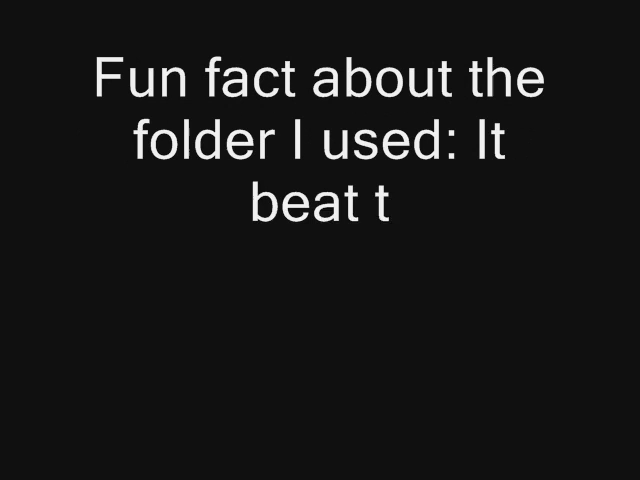 Fun fact about the
folder I used: It
beat t